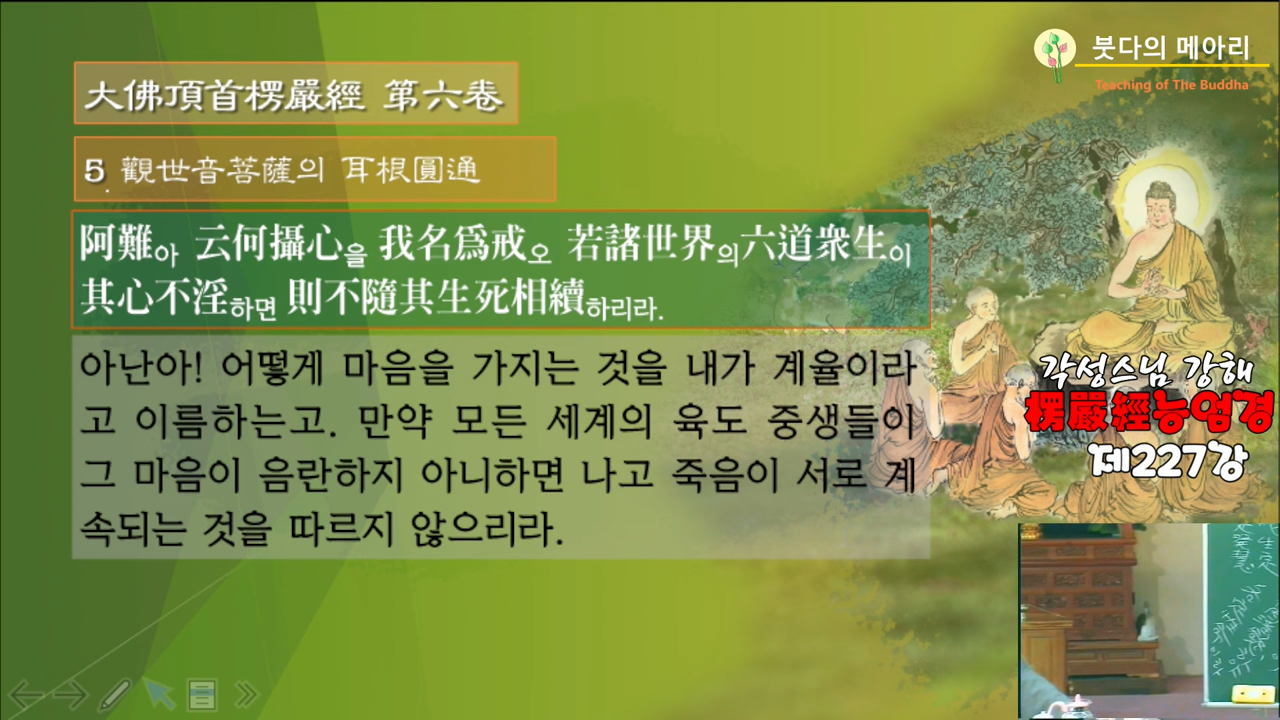 大佛頂首楞嚴經 第六卷
5. 觀世音菩薩의 耳根圓通
阿難아 云何攝心을 我名爲戒오 若諸世界의六道衆生이
其心不淫하면 則不隨其生死相續하리라.
아난아! 어떻게 마음을 가지는 것을 내가 계율이라
고 이름하는고. 만약 모든 세계의 육도 중생들이
그 마음이 음란하지 아니하면 나고 죽음이 서로 계
속되는 것을 따르지 않으리라.
붓다의 메아리
Teaching of The Buddha
각성스님 강해
楞嚴經능엄경
제227강